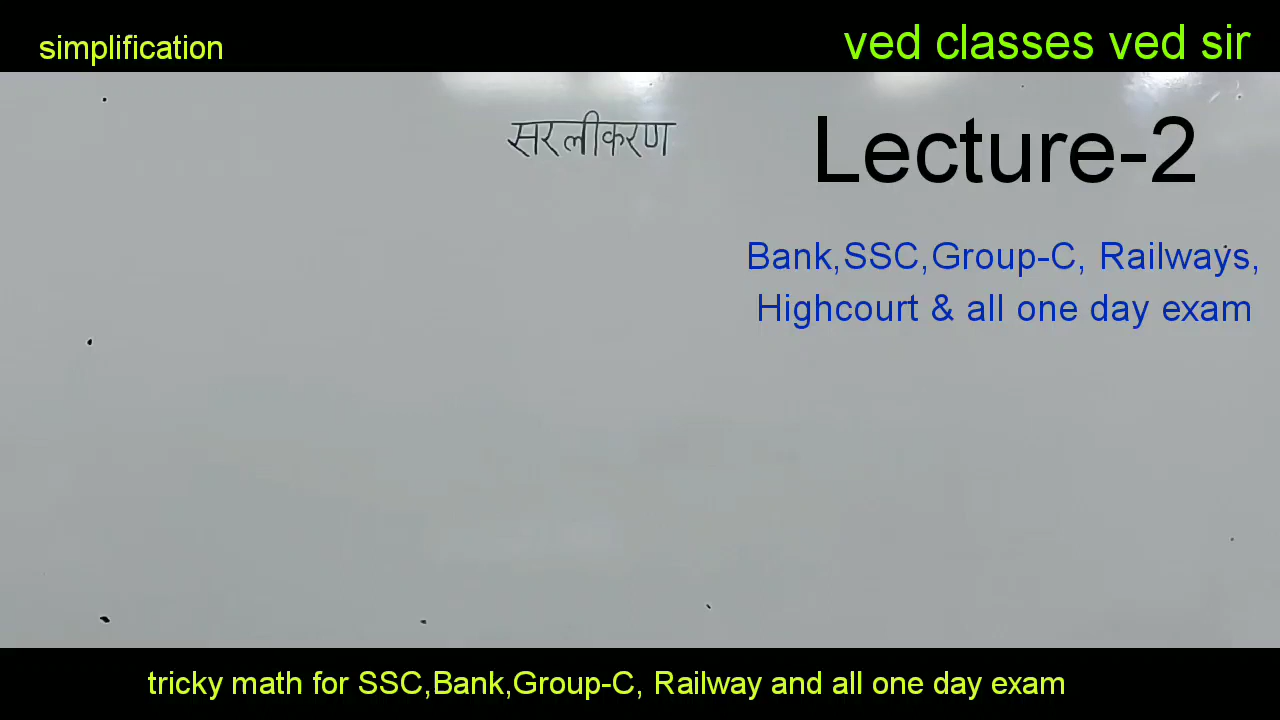 simplification
ved classes ved sir
सरलीकरण
Lecture-2
Bank,SSC,Group-C, Railways,
Highcourt & all one day exam
tricky math for SSC,Bank,Group-C, Railway and all one day exam